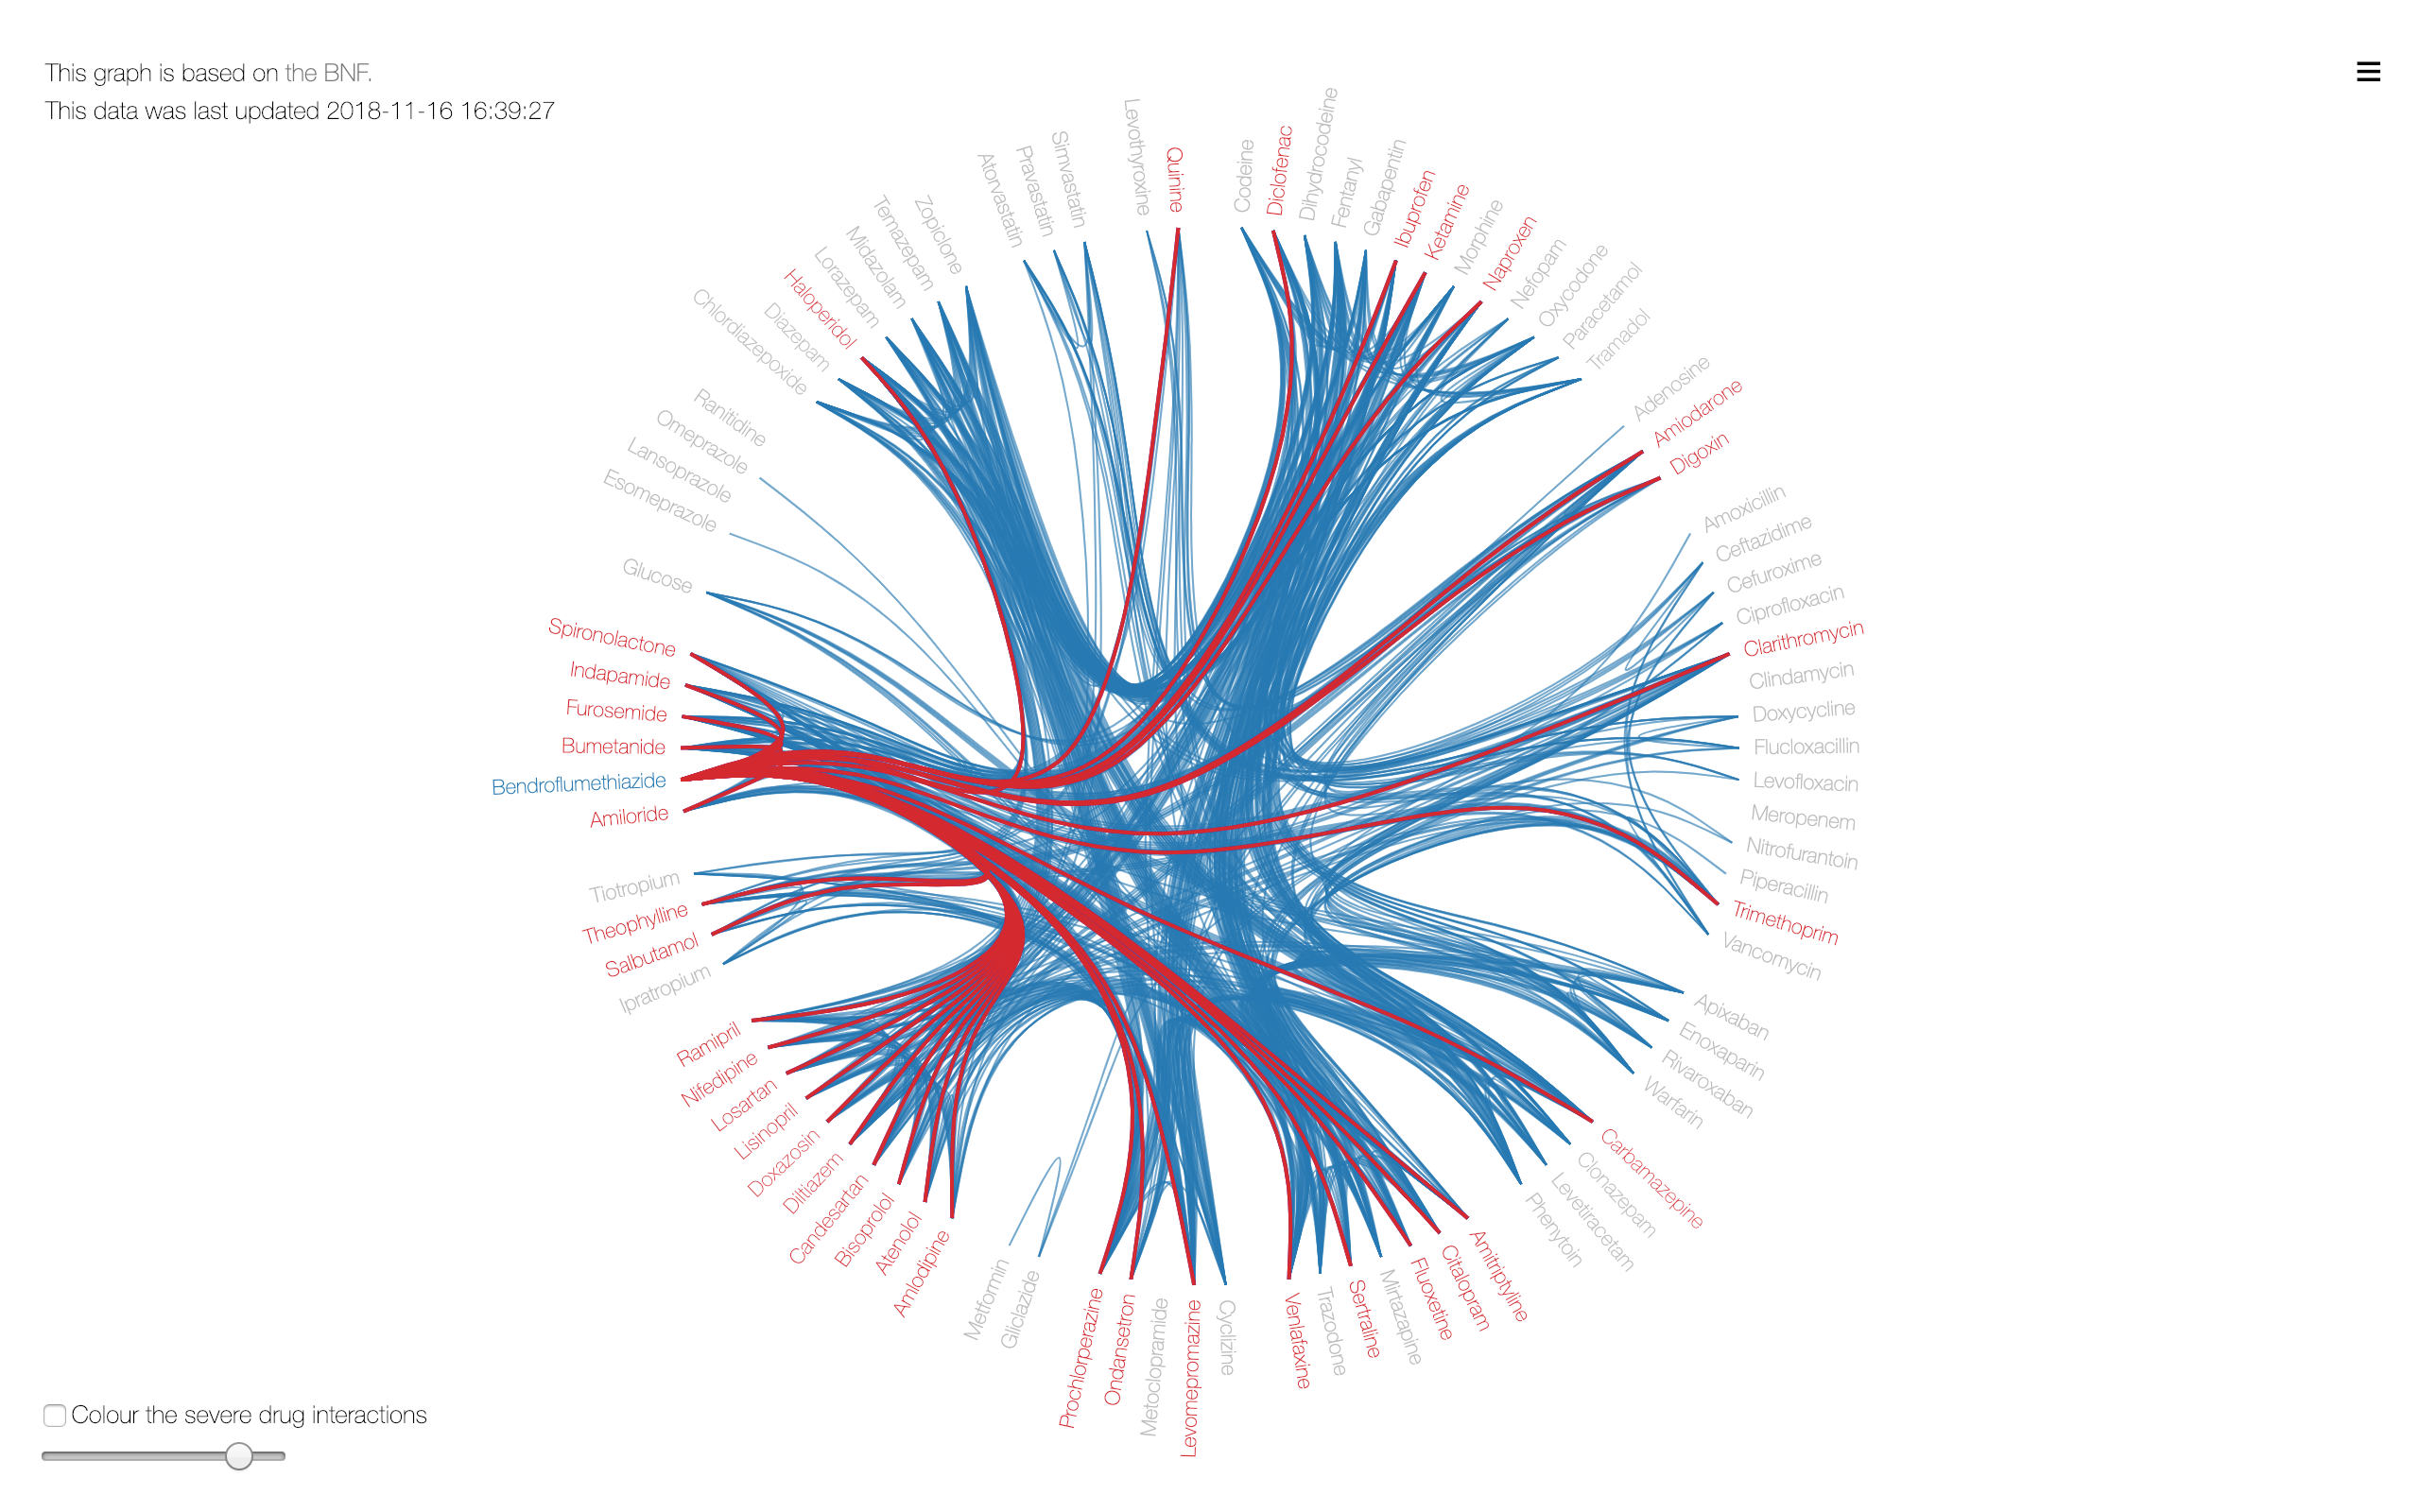 This graph is based on the BNF.
This data was last updated 2018-11-16 16:39:27
Codeine
Diclofenac
Dihydrocodeine
Fentanyl
Gabapentin
Ibuprofen
Ketamine
Morphine
Naproxen
Nefopam
Oxycodone
Paracetamol
Tramadol
Adenosine
Amiodarone
Digoxin
Amoxicillin
Ceftazidime
Cefuroxime
Ciprofloxacin
Clarithromycin
Clindamycin
Doxycycline
Flucloxacillin
Levofloxacin
Meropenem
Nitrofurantoin
Piperacillin
Trimethoprim
Vancomycin
Apixaban
Enoxaparin
Rivaroxaban
Warfarin
Carbamazepine
Clonazepam
Levetiracetam
Phenytoin
Amitriptyline
Citalopram
Fluoxetine
Mirtazapine
Sertraline
Trazodone
Venlafaxine
Cyclizine
Levomepromazine
Metoclopramide
Ondansetron
Prochlorperazine
Gliclazide
Metformin
Amlodipine
Atenolol
Bisoprolol
Candesartan
Diltiazem
Doxazosin
Lisinopril
Losartan
Nifedipine
Ramipril
Ipratropium
Salbutamol
Theophylline
Tiotropium
Amiloride
Bendroflumethiazide
Bumetanide
Furosemide
Indapamide
Spironolactone
Glucose
Esomeprazole
Lansoprazole
Omeprazole
Ranitidine
Chlordiazepoxide
Diazepam
Haloperidol
Lorazepam
Midazolam
Temazepam
Zopiclone
Atorvastatin
Pravastatin
Simvastatin
Levothyroxine
Quinine
Colour the severe drug interactions